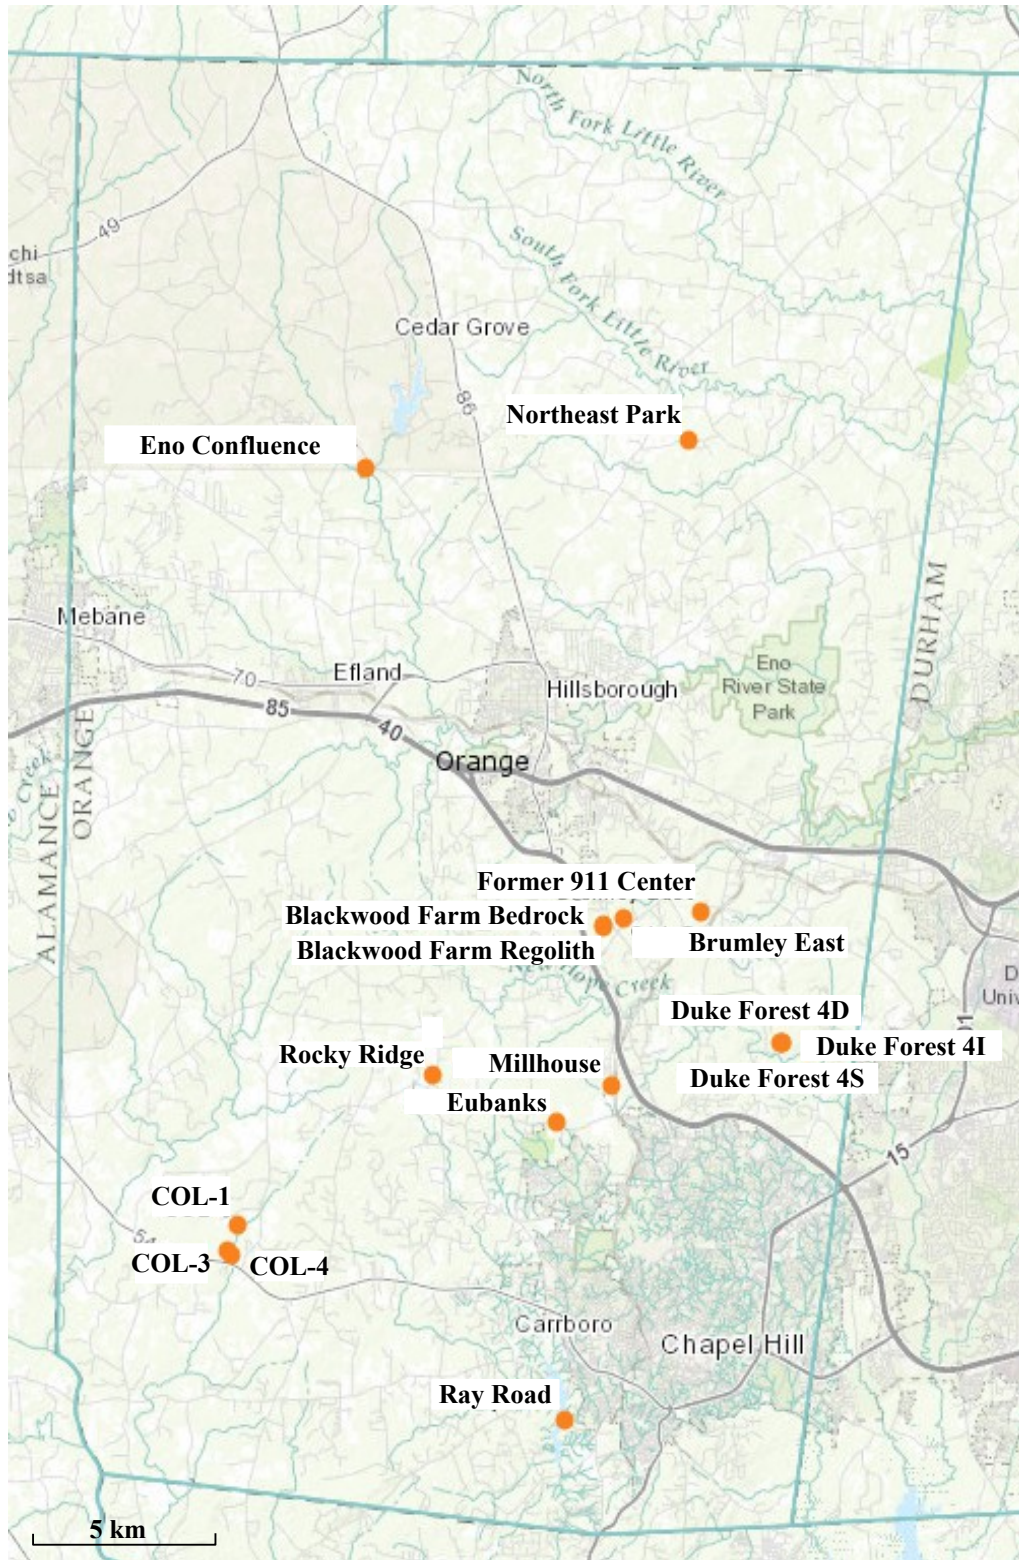 North Fork Little River
49
chi
dtsa
South Fork Little River
Cedar Grove
86
Northeast Park
Eno Confluence
DURHAM
Mebane
Efland
70
Hillsborough
Eno
River State
Park
85
40
Orange
Creek
ORANGE
ALAMANCE
Former 911 Center
Blackwood Farm Bedrock
Blackwood Farm Regolith
Brumley East
Creek
D
Univ
Duke Forest 4D
Duke Forest 4I
Duke Forest 4S
Rocky Ridge
Millhouse
Eubanks
15
COL-1
54
COL-3
COL-4
Carrboro
Chapel Hill
Ray Road
5 km